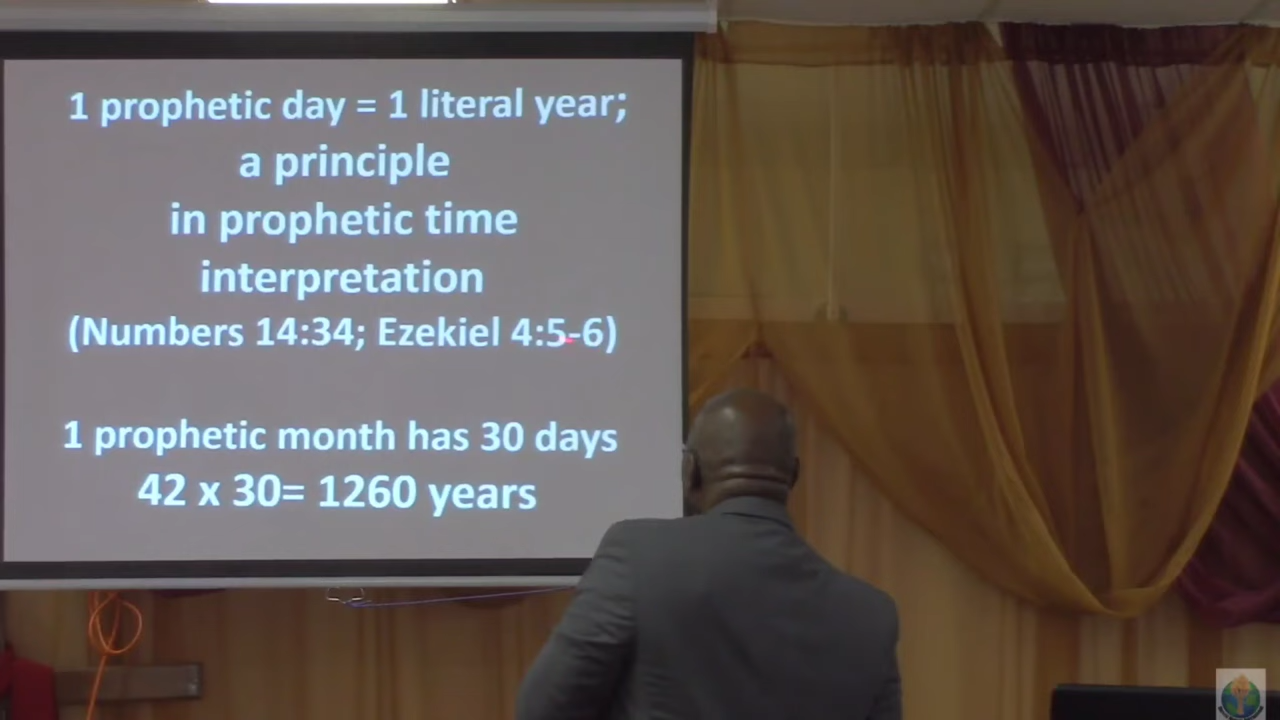 1 prophetic day = 1 literal year;
a principle
in prophetic time
interpretation
(Numbers 14:34; Ezekiel 4:5-6)
1 prophetic month has 30 days
42 x 30= 1260 years